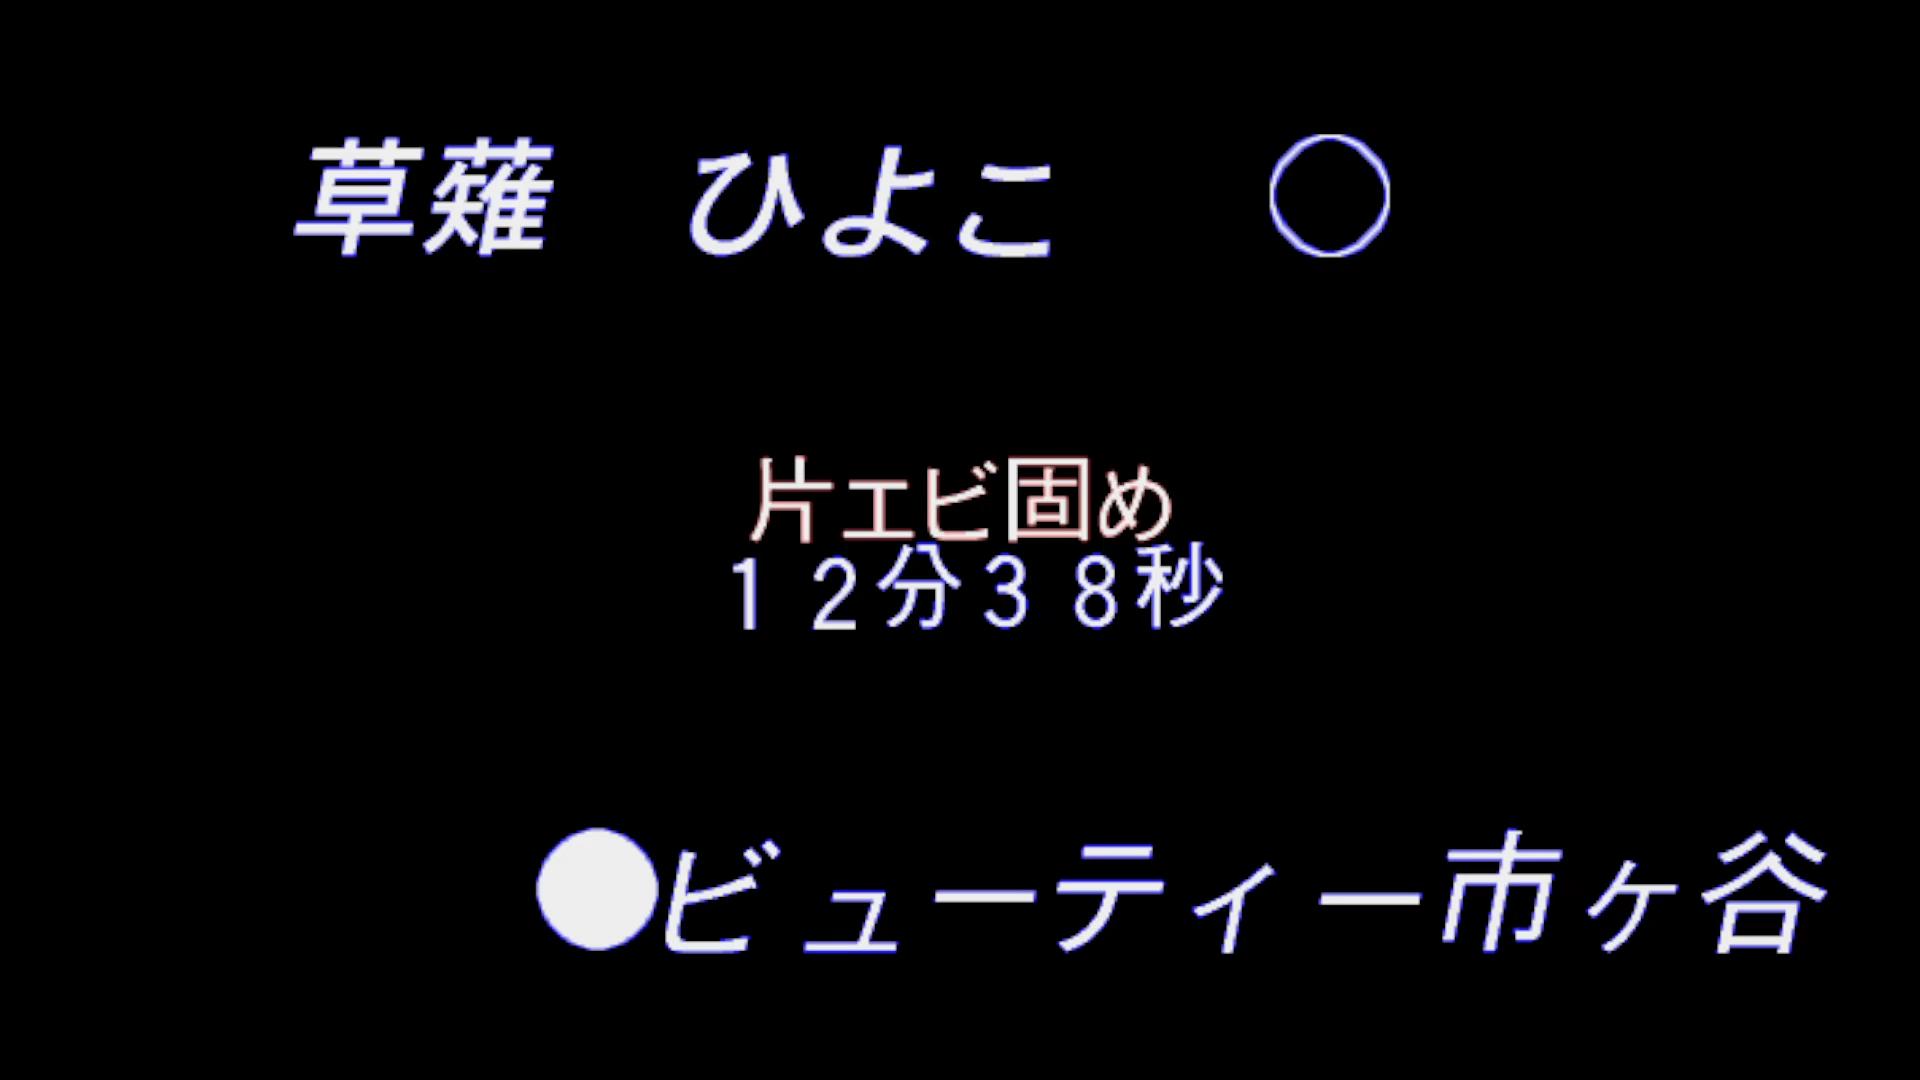 草薙　ひよこ　○
片エビ固め
１２分３８秒
●ビューティー市ヶ谷